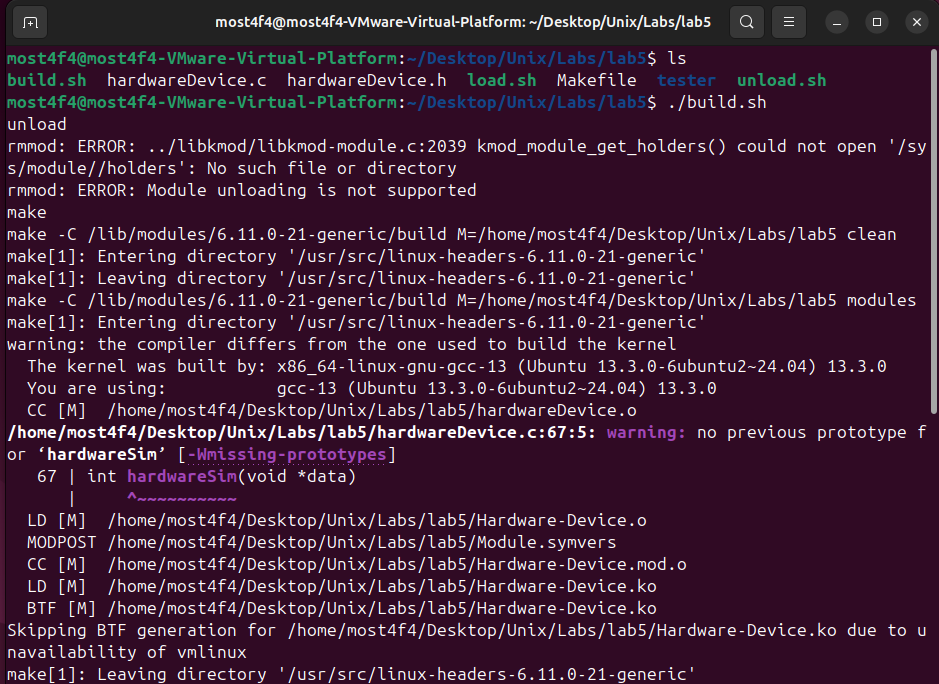 most4f4@most4f4-VMware-Virtual-Platform: ~/Desktop/Unix/Labs/lab5
most4f4@most4f4-VMware-Virtual-Platform:~/Desktop/Unix/Labs/lab5$ ls
build.sh  hardwareDevice.c  hardwareDevice.h  load.sh  Makefile  tester  unload.sh
most4f4@most4f4-VMware-Virtual-Platform:~/Desktop/Unix/Labs/lab5$ ./build.sh
unload
rmmod: ERROR: ../libkmod/libkmod-module.c:2039 kmod_module_get_holders() could not open '/sy
s/module//holders': No such file or directory
rmmod: ERROR: Module unloading is not supported
make
make -C /lib/modules/6.11.0-21-generic/build M=/home/most4f4/Desktop/Unix/Labs/lab5 clean
make[1]: Entering directory '/usr/src/linux-headers-6.11.0-21-generic'
make[1]: Leaving directory '/usr/src/linux-headers-6.11.0-21-generic'
make -C /lib/modules/6.11.0-21-generic/build M=/home/most4f4/Desktop/Unix/Labs/lab5 modules
make[1]: Entering directory '/usr/src/linux-headers-6.11.0-21-generic'
warning: the compiler differs from the one used to build the kernel
  The kernel was built by: x86_64-linux-gnu-gcc-13 (Ubuntu 13.3.0-6ubuntu2~24.04) 13.3.0
  You are using:           gcc-13 (Ubuntu 13.3.0-6ubuntu2~24.04) 13.3.0
  CC [M]  /home/most4f4/Desktop/Unix/Labs/lab5/hardwareDevice.o
/home/most4f4/Desktop/Unix/Labs/lab5/hardwareDevice.c:67:5: warning: no previous prototype f
or ‘hardwareSim’ [-Wmissing-prototypes]
   67 | int hardwareSim(void *data)
      |     ^~~~~~~~~~~
  LD [M]  /home/most4f4/Desktop/Unix/Labs/lab5/Hardware-Device.o
  MODPOST /home/most4f4/Desktop/Unix/Labs/lab5/Module.symvers
  CC [M]  /home/most4f4/Desktop/Unix/Labs/lab5/Hardware-Device.mod.o
  LD [M]  /home/most4f4/Desktop/Unix/Labs/lab5/Hardware-Device.ko
  BTF [M] /home/most4f4/Desktop/Unix/Labs/lab5/Hardware-Device.ko
Skipping BTF generation for /home/most4f4/Desktop/Unix/Labs/lab5/Hardware-Device.ko due to u
navailability of vmlinux
make[1]: Leaving directory '/usr/src/linux-headers-6.11.0-21-generic'